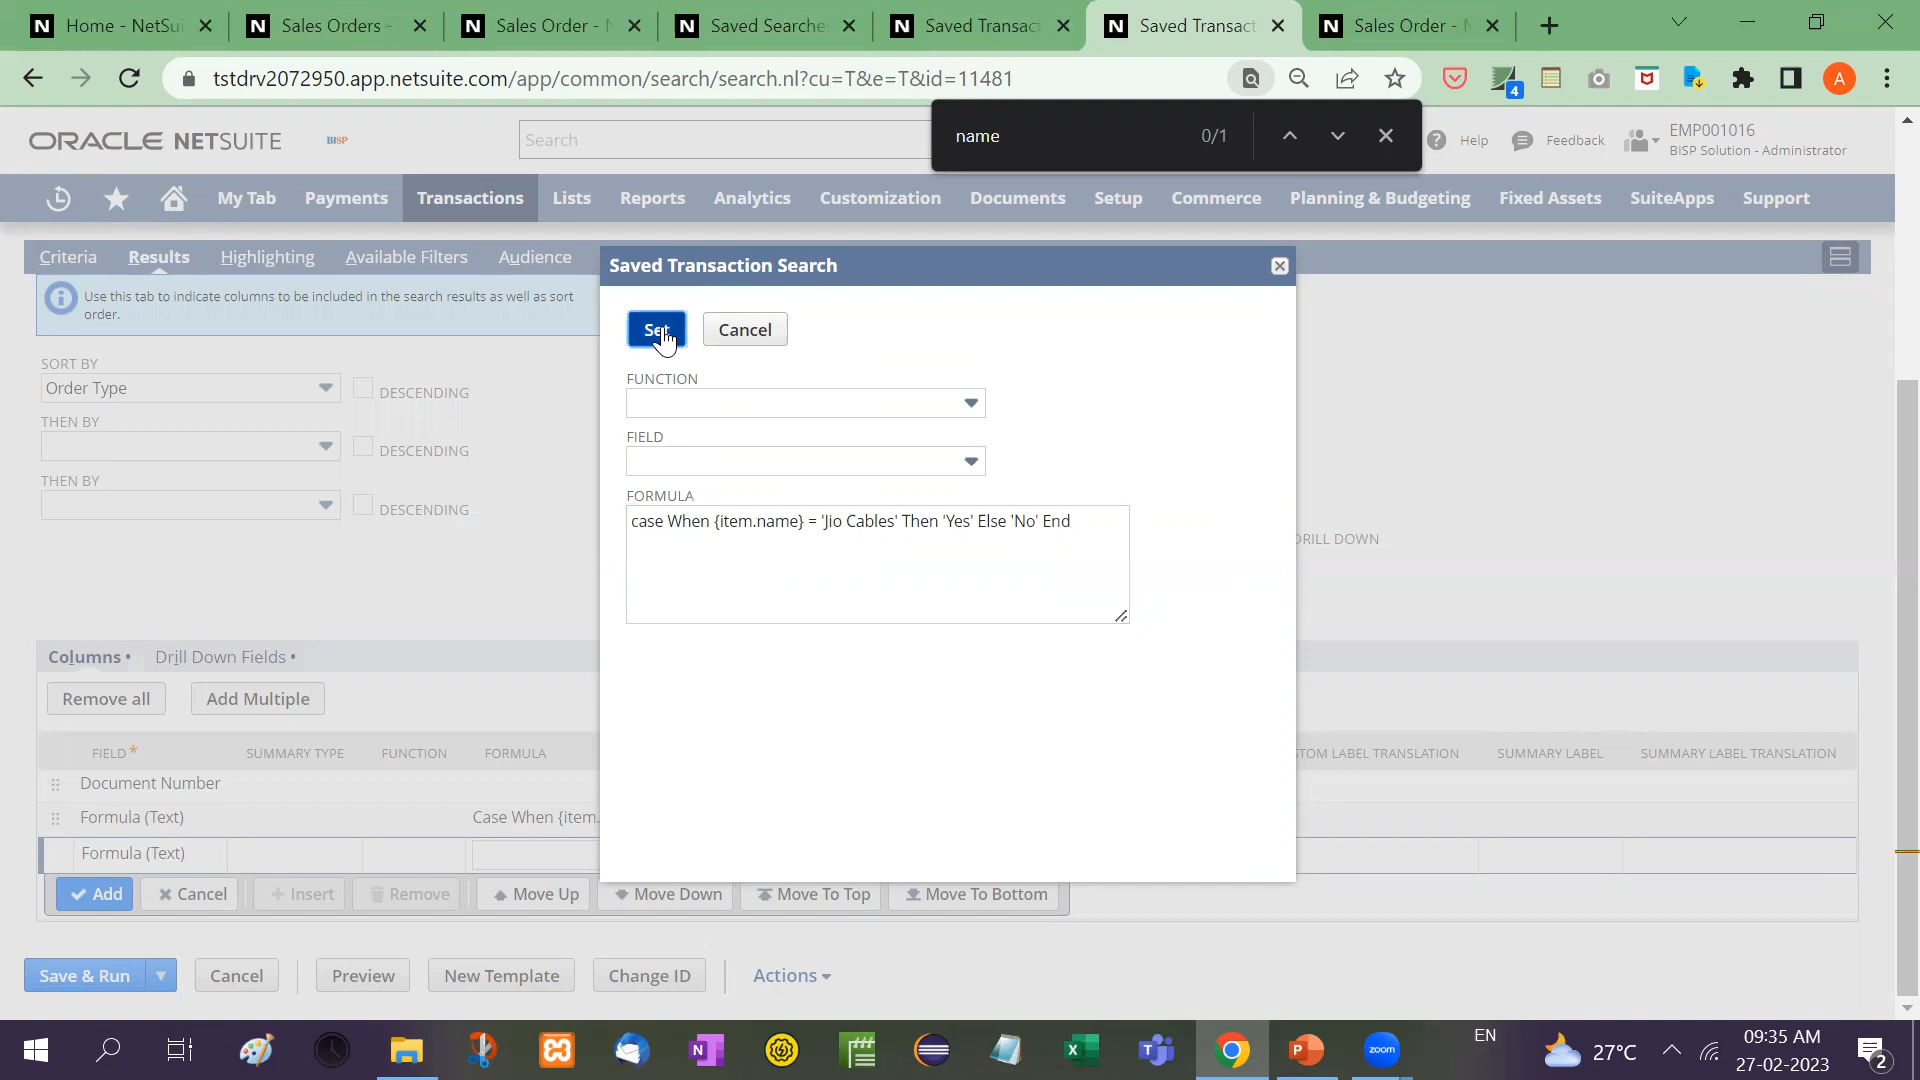 Home - NetSui
Sales Orders -
Sales Order - N
Saved Searches
Saved Transact
Saved Transact
Sales Order - N
tstdrv2072950.app.netsuite.com/app/common/search/search.nl?cu=T&e=T&id=11481
4
A
name 0/1
ORACLE NETSUITE
BISP
Search
Help
Feedback
EMP001016
BISP Solution - Administrator
My Tab Payments Transactions Lists Reports Analytics Customization Documents Setup Commerce Planning & Budgeting Fixed Assets SuiteApps Support
Criteria Results Highlighting Available Filters Audience
Use this tab to indicate columns to be included in the search results as well as sort
order.
SORT BY
Order Type
DESCENDING
THEN BY
DESCENDING
THEN BY
DESCENDING
Saved Transaction Search
Set Cancel
FUNCTION
FIELD
FORMULA
case When {item.name} = 'Jio Cables' Then 'Yes' Else 'No' End
DRILL DOWN
Columns • Drill Down Fields •
Remove all Add Multiple
FIELD* SUMMARY TYPE FUNCTION FORMULA
TOM LABEL TRANSLATION SUMMARY LABEL SUMMARY LABEL TRANSLATION
Document Number
Formula (Text) Case When {item.
Formula (Text)
Add Cancel Insert Remove Move Up Move Down Move To Top Move To Bottom
Save & Run Cancel Preview New Template Change ID Actions
EN
27°C
09:35 AM
27-02-2023
2
zoom